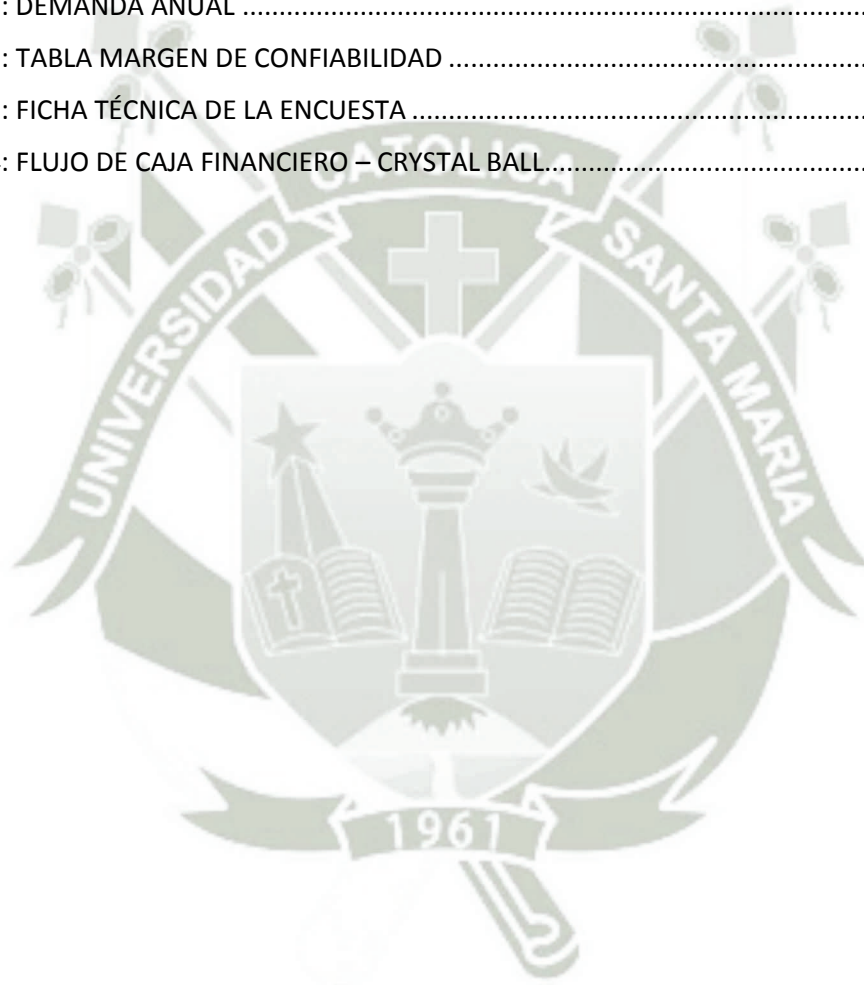 : DEMANDA ANUAL ................................................................................................
: TABLA MARGEN DE CONFIABILIDAD ................................................................
: FICHA TÉCNICA DE LA ENCUESTA ......................................................................
: FLUJO DE CAJA FINANCIERO – CRYSTAL BALL..................................................
CATOLICA
UNIVERSIDAD
SANTA MARIA
1961